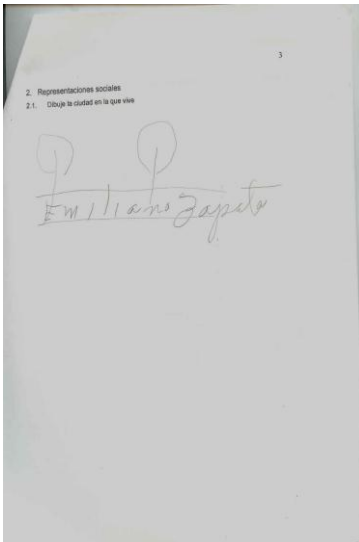 3
2. Representaciones sociales
2.1. Dibuje la ciudad en la que vive
Emiliano Zapata